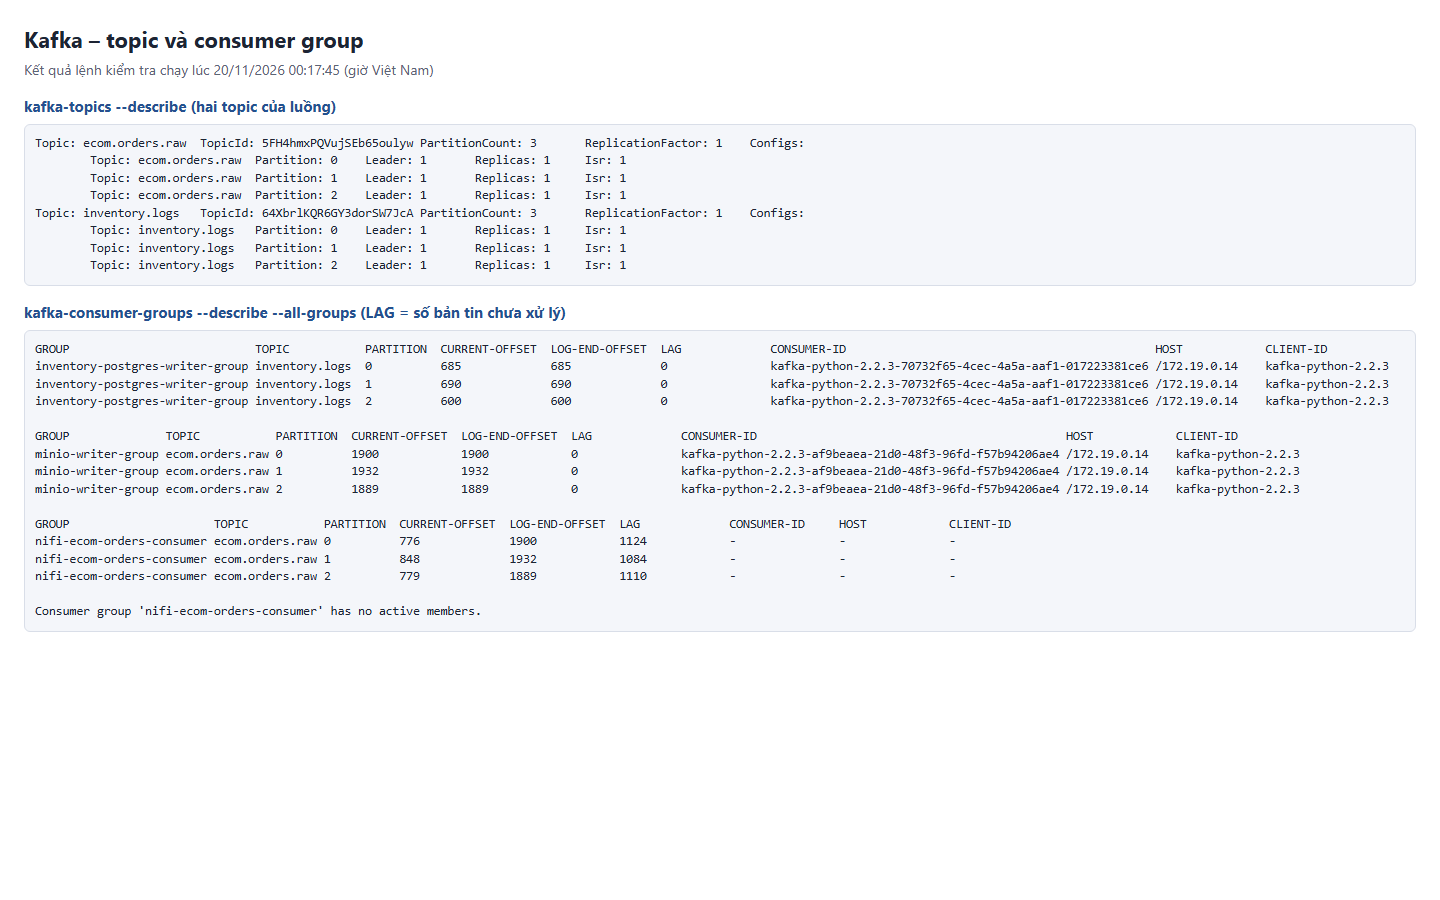 Kafka – topic và consumer group
Kết quả lệnh kiểm tra chạy lúc 20/11/2026 00:17:45 (giờ Việt Nam)
kafka-topics --describe (hai topic của luồng)
Topic: ecom.orders.raw TopicId: 5FH4hmxPQVujSEb65oulyw PartitionCount: 3 ReplicationFactor: 1 Configs:
Topic: ecom.orders.raw Partition: 0 Leader: 1 Replicas: 1 Isr: 1
Topic: ecom.orders.raw Partition: 1 Leader: 1 Replicas: 1 Isr: 1
Topic: ecom.orders.raw Partition: 2 Leader: 1 Replicas: 1 Isr: 1
Topic: inventory.logs TopicId: 64XbrlKQR6GY3dorSW7JcA PartitionCount: 3 ReplicationFactor: 1 Configs:
Topic: inventory.logs Partition: 0 Leader: 1 Replicas: 1 Isr: 1
Topic: inventory.logs Partition: 1 Leader: 1 Replicas: 1 Isr: 1
Topic: inventory.logs Partition: 2 Leader: 1 Replicas: 1 Isr: 1
kafka-consumer-groups --describe --all-groups (LAG = số bản tin chưa xử lý)
GROUP TOPIC PARTITION CURRENT-OFFSET LOG-END-OFFSET LAG CONSUMER-ID HOST CLIENT-ID
inventory-postgres-writer-group inventory.logs 0 685 685 0 kafka-python-2.2.3-70732f65-4cec-4a5a-aaf1-017223381ce6 /172.19.0.14 kafka-python-2.2.3
inventory-postgres-writer-group inventory.logs 1 690 690 0 kafka-python-2.2.3-70732f65-4cec-4a5a-aaf1-017223381ce6 /172.19.0.14 kafka-python-2.2.3
inventory-postgres-writer-group inventory.logs 2 600 600 0 kafka-python-2.2.3-70732f65-4cec-4a5a-aaf1-017223381ce6 /172.19.0.14 kafka-python-2.2.3
GROUP TOPIC PARTITION CURRENT-OFFSET LOG-END-OFFSET LAG CONSUMER-ID HOST CLIENT-ID
minio-writer-group ecom.orders.raw 0 1900 1900 0 kafka-python-2.2.3-af9beaea-21d0-48f3-96fd-f57b94206ae4 /172.19.0.14 kafka-python-2.2.3
minio-writer-group ecom.orders.raw 1 1932 1932 0 kafka-python-2.2.3-af9beaea-21d0-48f3-96fd-f57b94206ae4 /172.19.0.14 kafka-python-2.2.3
minio-writer-group ecom.orders.raw 2 1889 1889 0 kafka-python-2.2.3-af9beaea-21d0-48f3-96fd-f57b94206ae4 /172.19.0.14 kafka-python-2.2.3
GROUP TOPIC PARTITION CURRENT-OFFSET LOG-END-OFFSET LAG CONSUMER-ID HOST CLIENT-ID
nifi-ecom-orders-consumer ecom.orders.raw 0 776 1900 1124 - - -
nifi-ecom-orders-consumer ecom.orders.raw 1 848 1932 1084 - - -
nifi-ecom-orders-consumer ecom.orders.raw 2 779 1889 1110 - - -
Consumer group 'nifi-ecom-orders-consumer' has no active members.